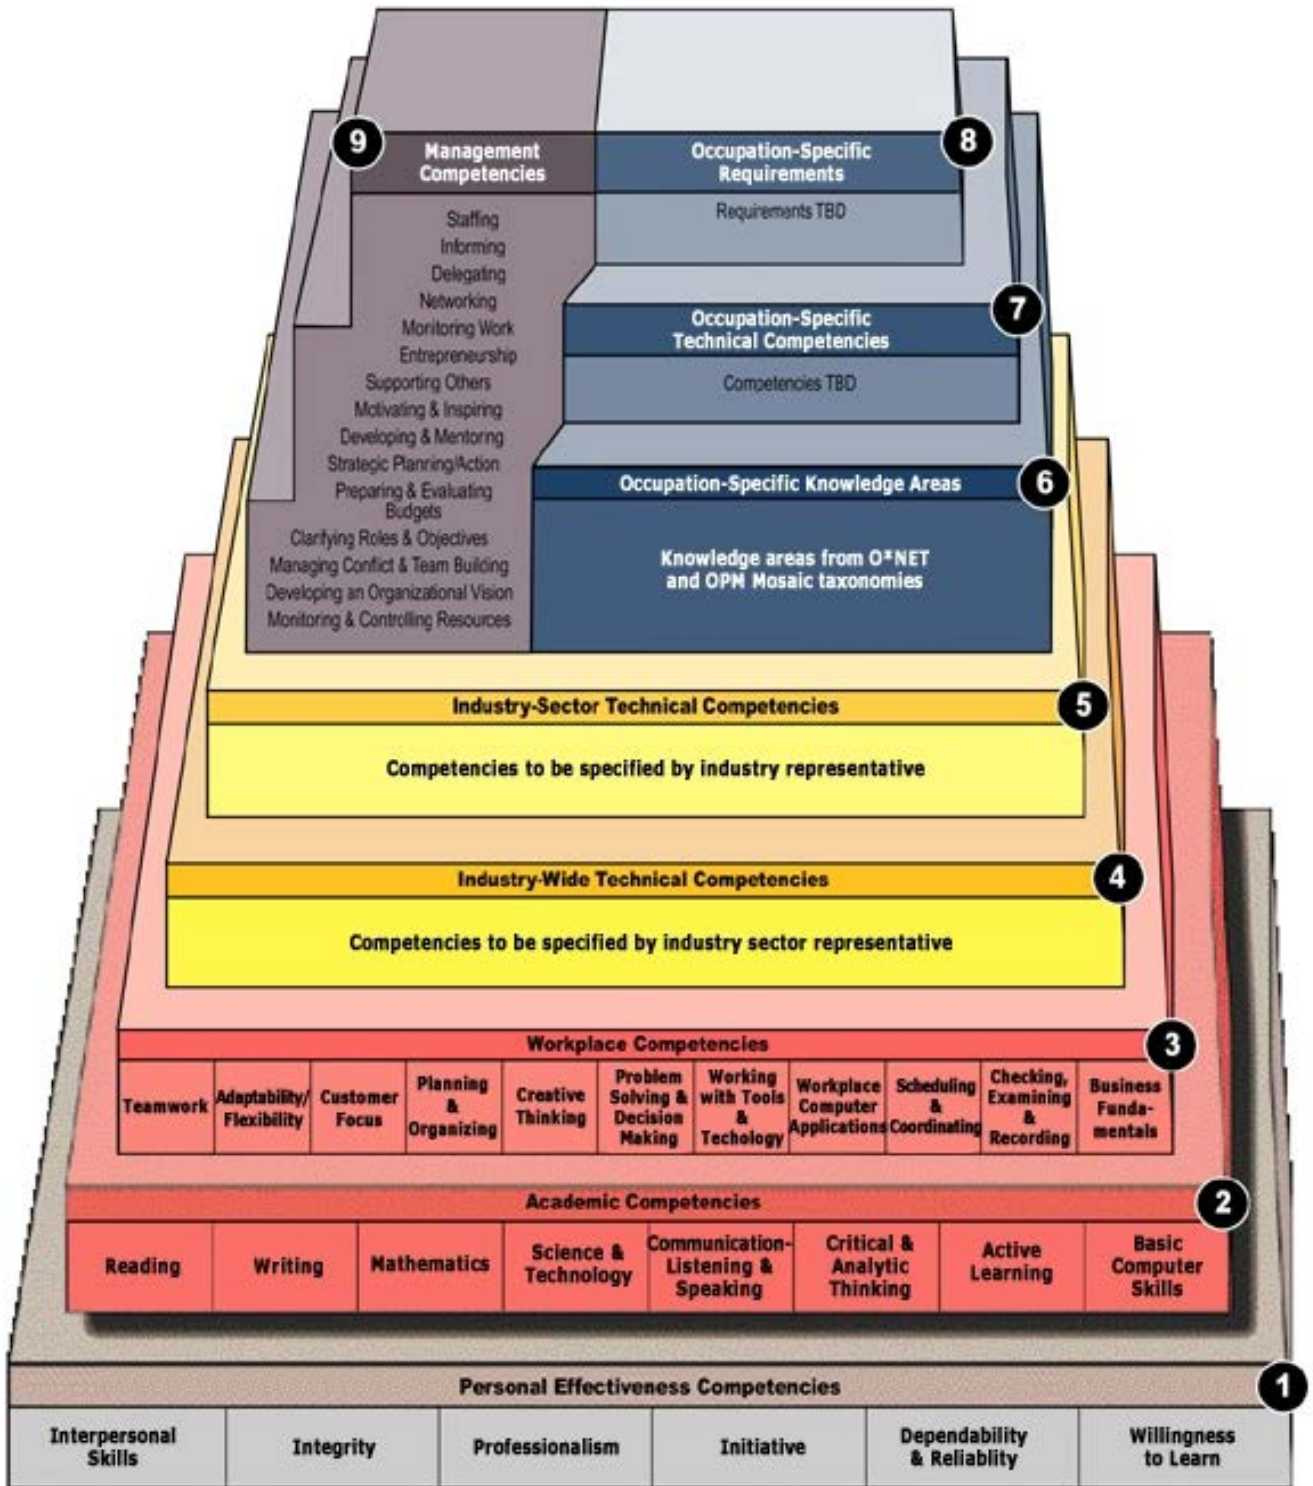 9
Management
Competencies
Staffing
Informing
Delegating
Networking
Monitoring Work
Entrepreneurship
Supporting Others
Motivating & Inspiring
Developing & Mentoring
Strategic Planning/Action
Preparing & Evaluating
Budgets
Clarifying Roles & Objectives
Managing Conflict & Team Building
Developing an Organizational Vision
Monitoring & Controlling Resources
Occupation-Specific
Requirements
8
Requirements TBD
Occupation-Specific
Technical Competencies
7
Competencies TBD
Occupation-Specific Knowledge Areas
6
Knowledge areas from O*NET
and OPM Mosaic taxonomies
Industry-Sector Technical Competencies
5
Competencies to be specified by industry representative
Industry-Wide Technical Competencies
4
Competencies to be specified by industry sector representative
Workplace Competencies
3
Teamwork
Adaptability/
Flexibility
Customer
Focus
Planning
&
Organizing
Creative
Thinking
Problem
Solving &
Decision
Making
Working
with Tools
&
Techology
Workplace
Computer
Applications
Scheduling
&
Coordinating
Checking,
Examining
&
Recording
Business
Funda-
mentals
Academic Competencies
2
Reading
Writing
Mathematics
Science &
Technology
Communication-
Listening &
Speaking
Critical &
Analytic
Thinking
Active
Learning
Basic
Computer
Skills
Personal Effectiveness Competencies
1
Interpersonal
Skills
Integrity
Professionalism
Initiative
Dependability
& Reliablity
Willingness
to Learn